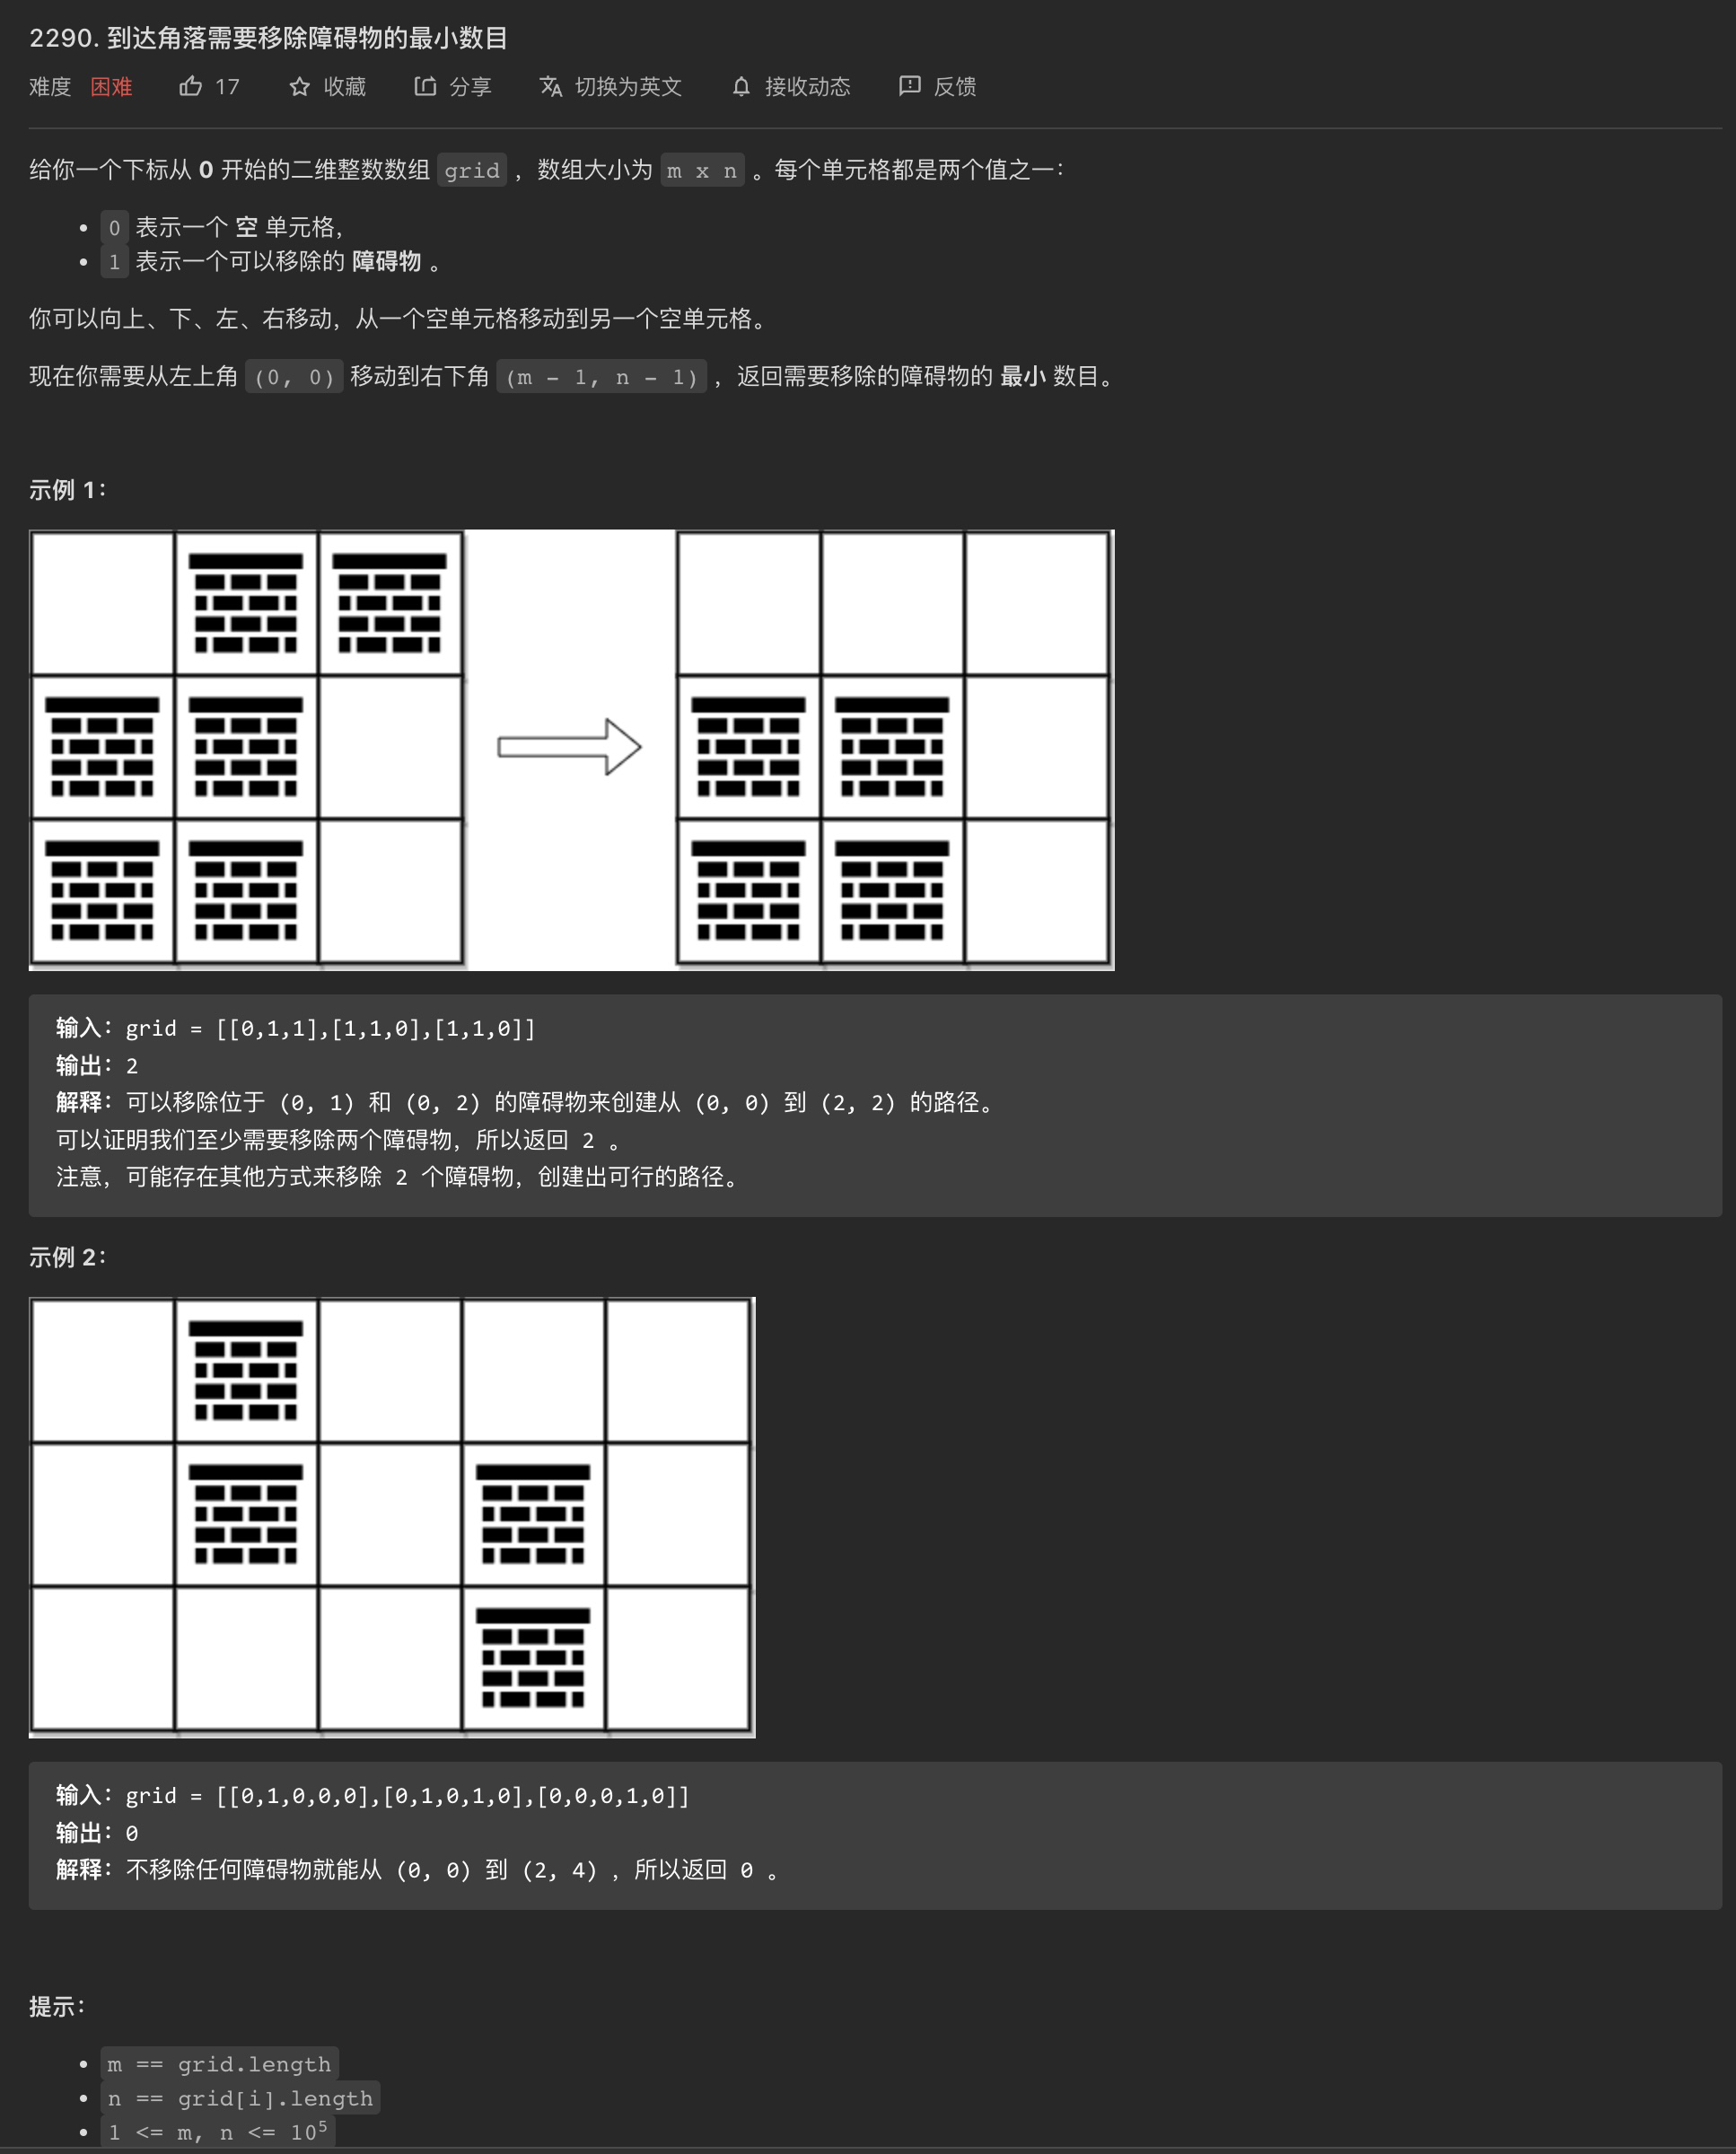 2290. 到达角落需要移除障碍物的最小数目
难度 困难 17 收藏 分享 切换为英文 接收动态 反馈
给你一个下标从 0 开始的二维整数数组 grid ，数组大小为 m x n 。每个单元格都是两个值之一：
• 0 表示一个 空 单元格，
• 1 表示一个可以移除的 障碍物 。
你可以向上、下、左、右移动，从一个空单元格移动到另一个空单元格。
现在你需要从左上角 (0, 0) 移动到右下角 (m - 1, n - 1) ，返回需要移除的障碍物的 最小 数目。
示例 1：
输入：grid = [[0,1,1],[1,1,0],[1,1,0]]
输出：2
解释：可以移除位于 (0, 1) 和 (0, 2) 的障碍物来创建从 (0, 0) 到 (2, 2) 的路径。
可以证明我们至少需要移除两个障碍物，所以返回 2 。
注意，可能存在其他方式来移除 2 个障碍物，创建出可行的路径。
示例 2：
输入：grid = [[0,1,0,0,0],[0,1,0,1,0],[0,0,0,1,0]]
输出：0
解释：不移除任何障碍物就能从 (0, 0) 到 (2, 4) ，所以返回 0 。
提示：
• m == grid.length
• n == grid[i].length
• 1 <= m, n <= 10⁵